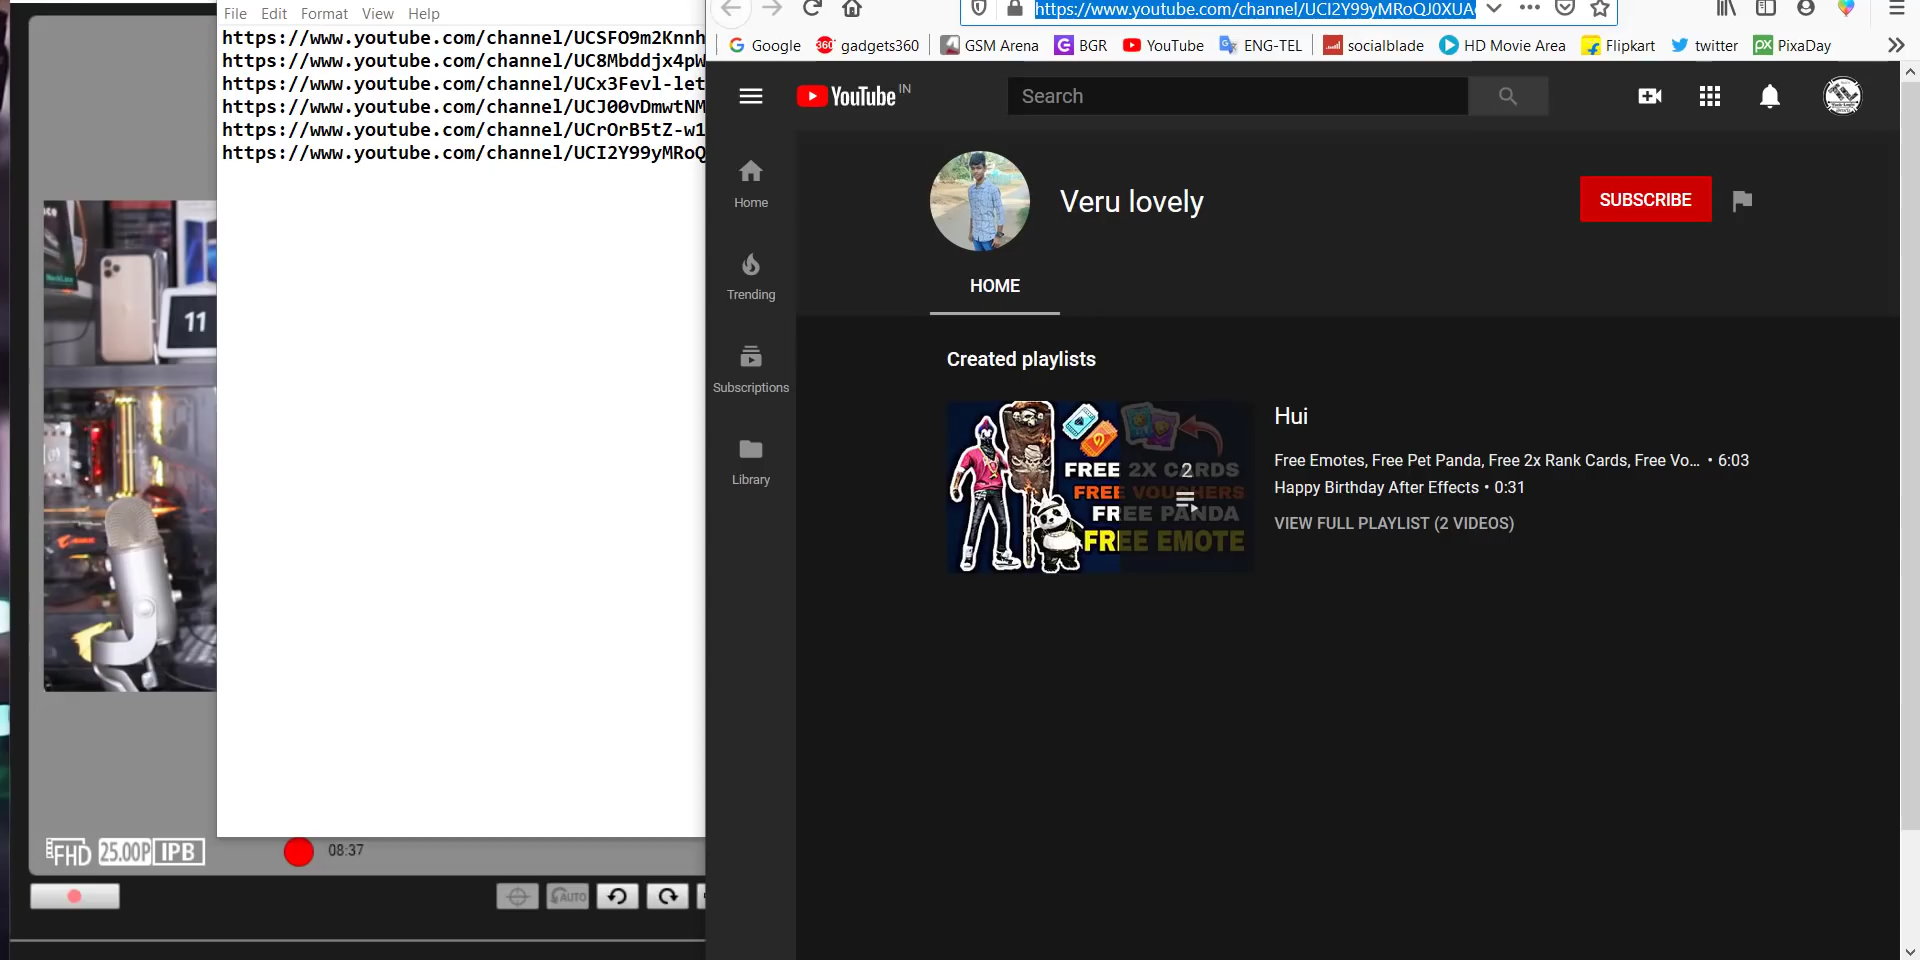 File Edit Format View Help
https://www.youtube.com/channel/UCSFO9m2Knnh
https://www.youtube.com/channel/UC8Mbddjx4pW
https://www.youtube.com/channel/UCx3Fevl-let
https://www.youtube.com/channel/UCJ00vDmwtNM
https://www.youtube.com/channel/UCrOrB5tZ-w1
https://www.youtube.com/channel/UCI2Y99yMRoQ
11
FHD 25.00P IPB
08:37
AUTO
https://www.youtube.com/channel/UCI2Y99yMRoQJ0XUA
Google gadgets360 GSM Arena BGR YouTube ENG-TEL socialblade HD Movie Area Flipkart twitter PixaDay
YouTube IN
Search
Home
Trending
Subscriptions
Library
Veru lovely
SUBSCRIBE
HOME
Created playlists
FREE 2X CARDS
FREE VOUCHERS
FREE PANDA
FREE EMOTE
2
Hui
Free Emotes, Free Pet Panda, Free 2x Rank Cards, Free Vo... • 6:03
Happy Birthday After Effects • 0:31
VIEW FULL PLAYLIST (2 VIDEOS)